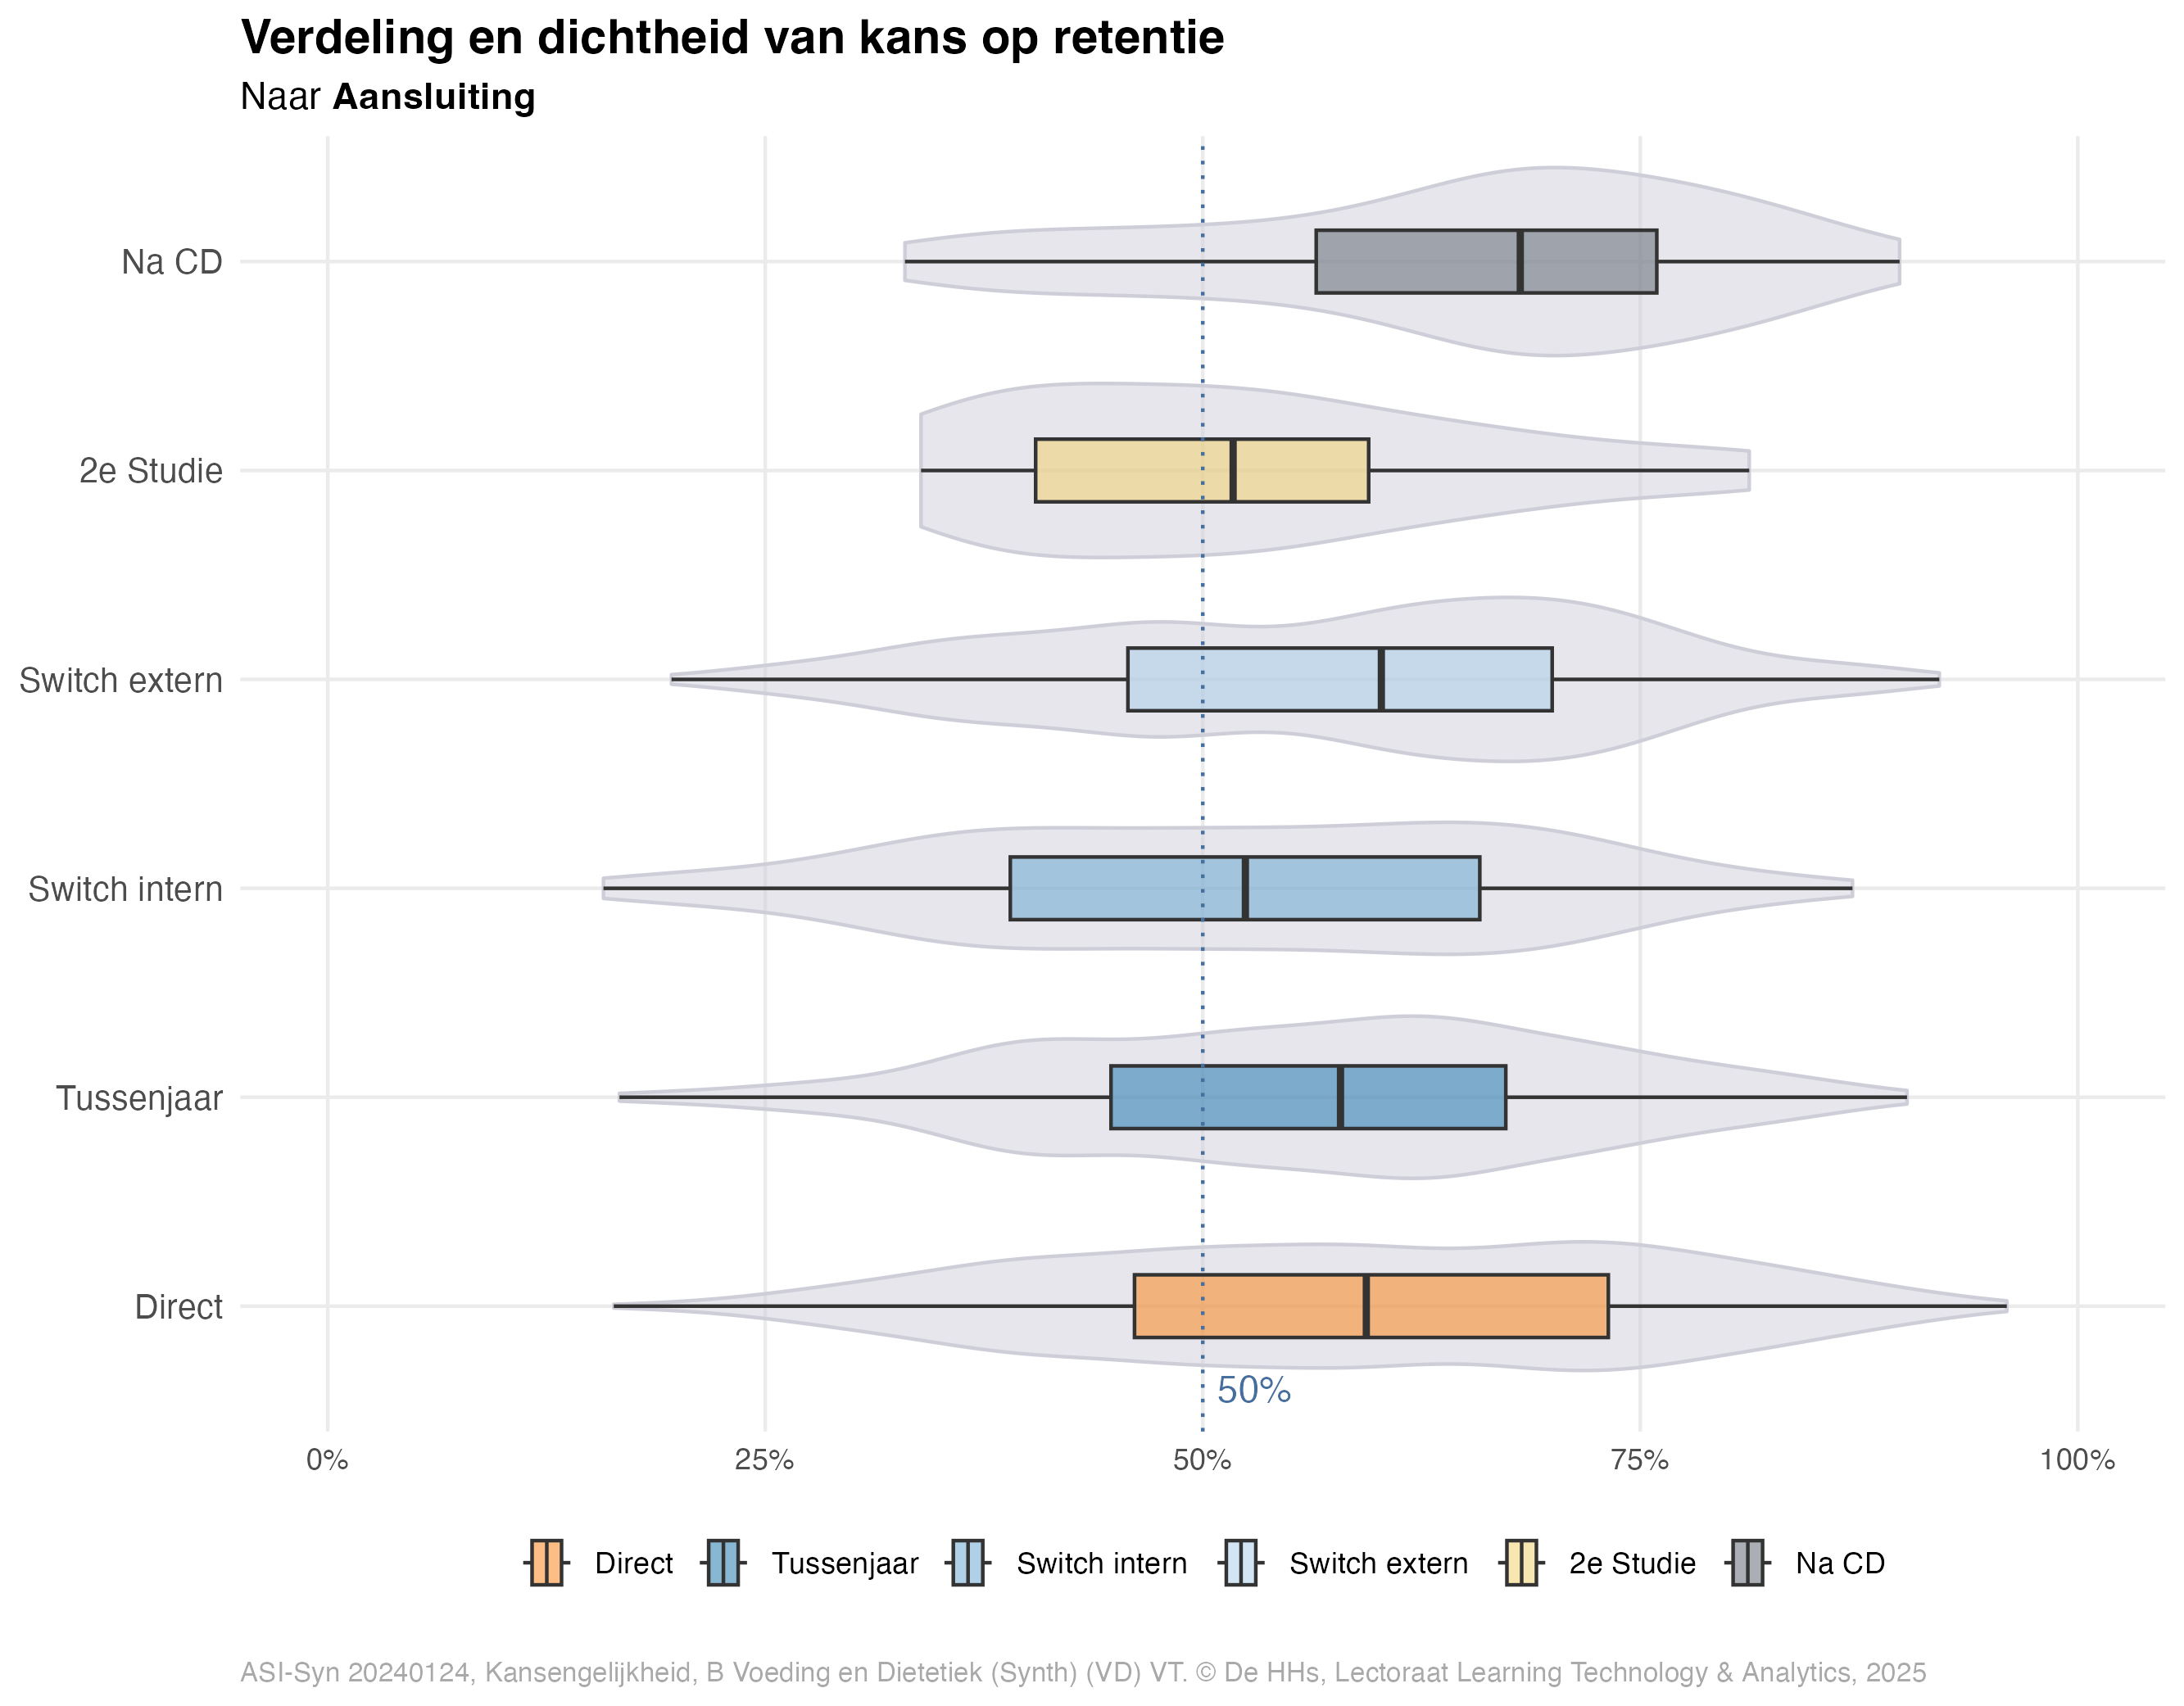 Verdeling en dichtheid van kans op retentie
Naar Aansluiting
Na CD
2e Studie
Switch extern
Switch intern
Tussenjaar
Direct
50%
0% 25% 50% 75% 100%
Direct Tussenjaar Switch intern Switch extern 2e Studie Na CD
ASI-Syn 20240124, Kansengelijkheid, B Voeding en Dietetiek (Synth) (VD) VT. © De HHs, Lectoraat Learning Technology & Analytics, 2025